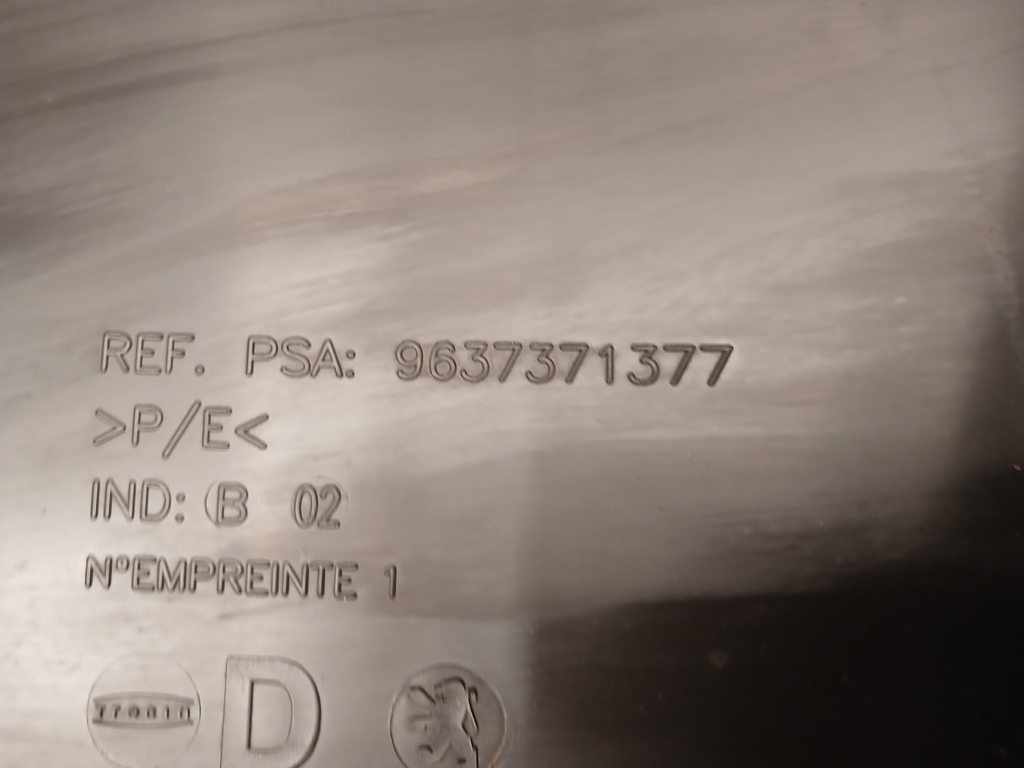 REF. PSA: 9637371377
>P/E<
IND: B 02
N°EMPREINTE 1
D